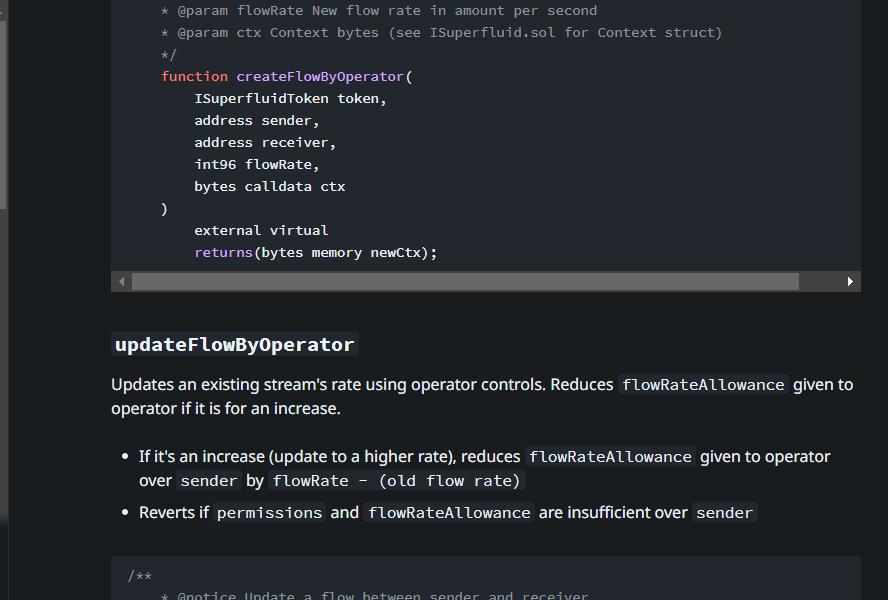 * @param flowRate New flow rate in amount per second
* @param ctx Context bytes (see ISuperfluid.sol for Context struct)
*/
function createFlowByOperator(
ISuperfluidToken token,
address sender,
address receiver,
int96 flowRate,
bytes calldata ctx
)
external virtual
returns(bytes memory newCtx);
updateFlowByOperator
Updates an existing stream's rate using operator controls. Reduces flowRateAllowance given to
operator if it is for an increase.
• If it's an increase (update to a higher rate), reduces flowRateAllowance given to operator
over sender by flowRate - (old flow rate)
• Reverts if permissions and flowRateAllowance are insufficient over sender
/**
* @notice Update a flow between sender and receiver